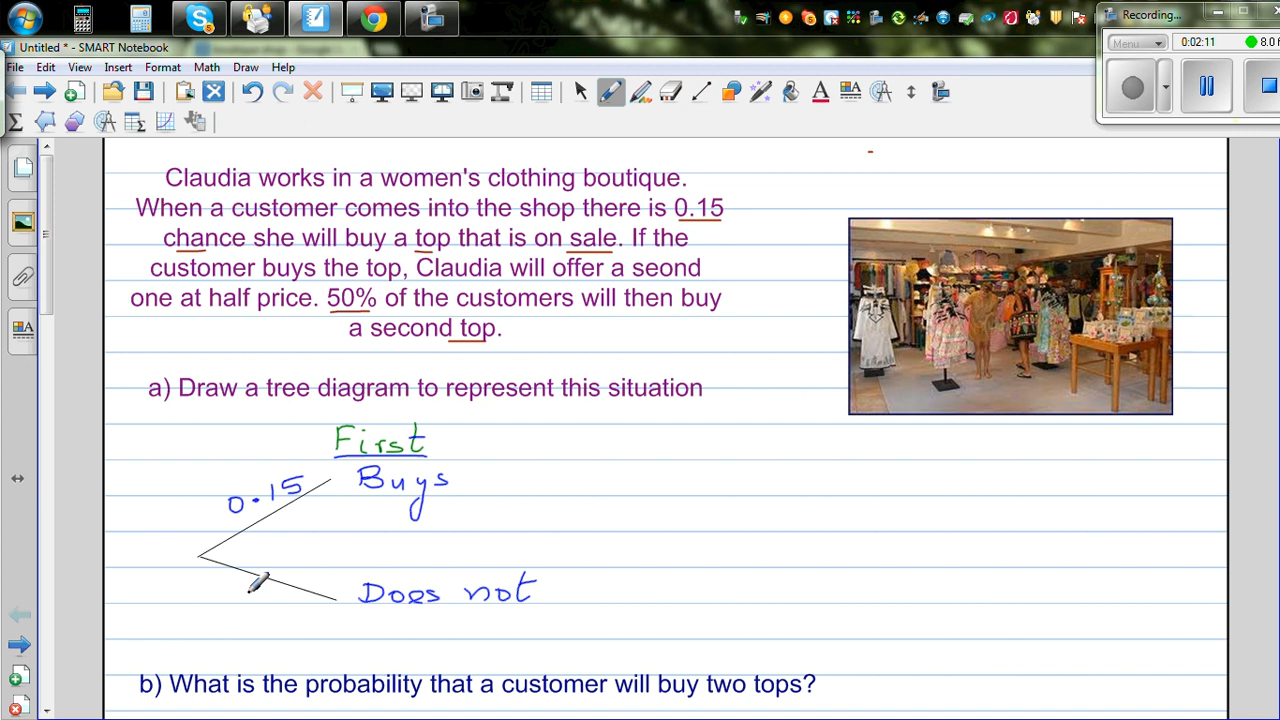 Recording...
Untitled * - SMART Notebook
Menu
0:02:11
8.0 f
File Edit View Insert Format Math Draw Help
Claudia works in a women's clothing boutique.
When a customer comes into the shop there is 0.15
chance she will buy a top that is on sale. If the
customer buys the top, Claudia will offer a seond
one at half price. 50% of the customers will then buy
a second top.
a) Draw a tree diagram to represent this situation
First
0.15 Buys
Does not
b) What is the probability that a customer will buy two tops?